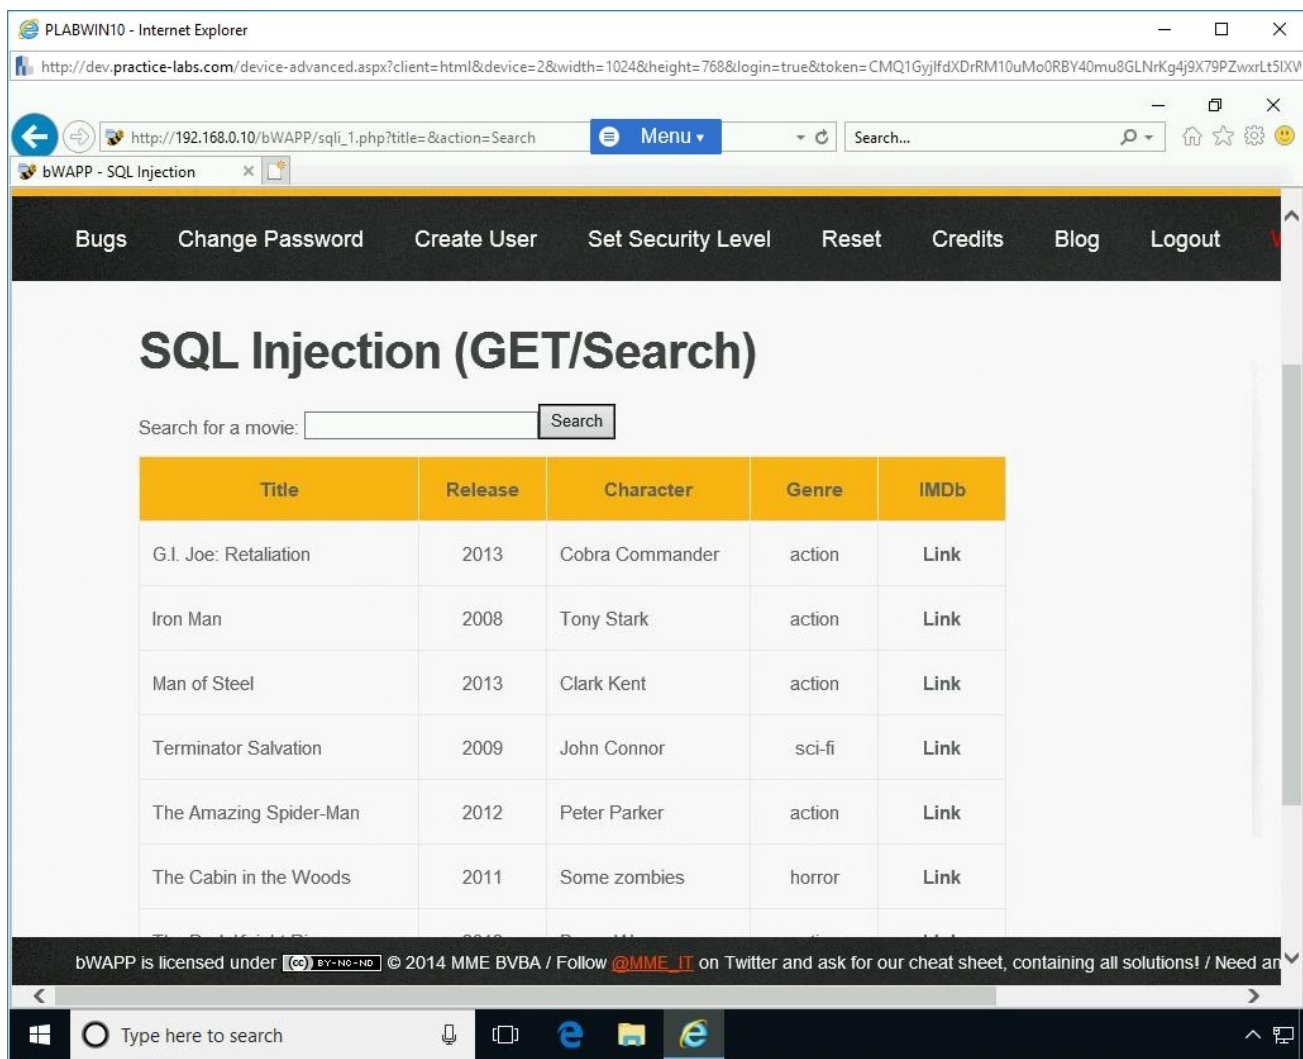 PLABWIN10 - Internet Explorer
http://dev.practice-labs.com/device-advanced.aspx?client=html&device=2&width=1024&height=768&login=true&token=CMQ1GyjlfdXDrRM10uMo0RBY40mu8GLNrKg4j9X79PZwxrLt5IXW
http://192.168.0.10/bWAPP/sqli_1.php?title=&action=Search Menu Search...
bWAPP - SQL Injection
Bugs Change Password Create User Set Security Level Reset Credits Blog Logout
SQL Injection (GET/Search)
Search for a movie: Search
Title Release Character Genre IMDb
G.I. Joe: Retaliation 2013 Cobra Commander action Link
Iron Man 2008 Tony Stark action Link
Man of Steel 2013 Clark Kent action Link
Terminator Salvation 2009 John Connor sci-fi Link
The Amazing Spider-Man 2012 Peter Parker action Link
The Cabin in the Woods 2011 Some zombies horror Link
bWAPP is licensed under (cc) BY-NC-ND © 2014 MME BVBA / Follow @MME_IT on Twitter and ask for our cheat sheet, containing all solutions! / Need an
Type here to search